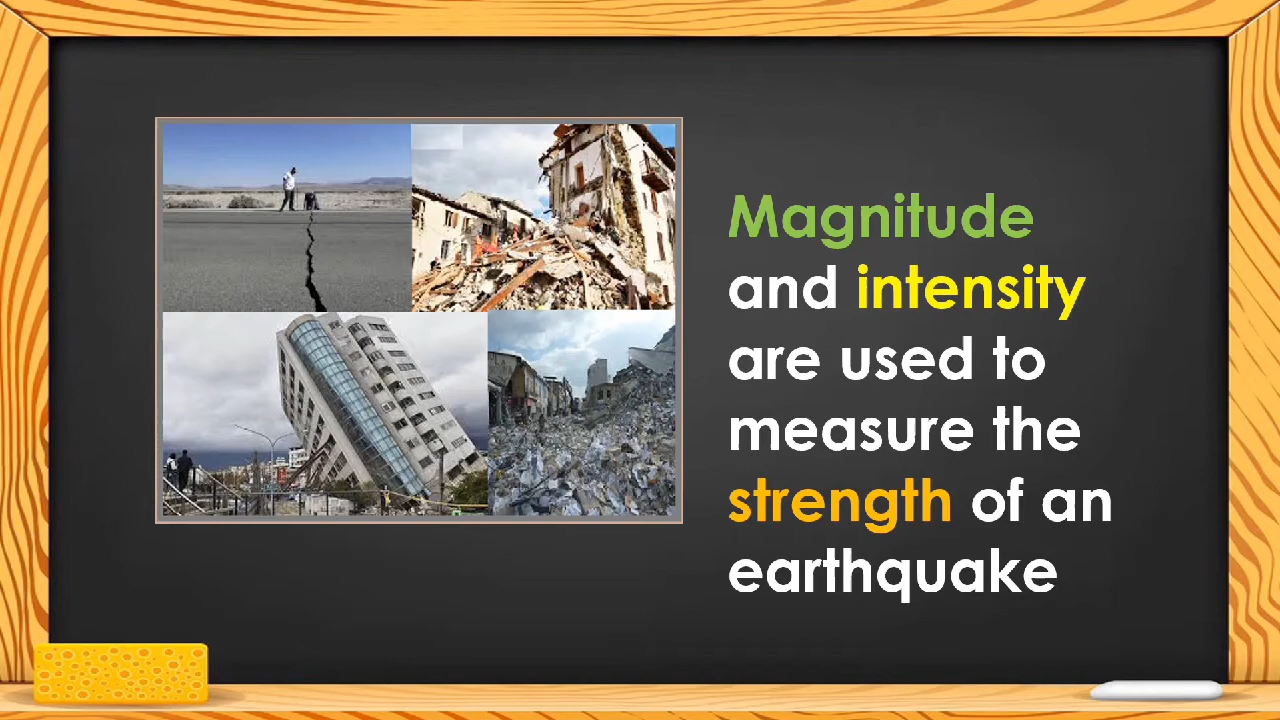 Magnitude
and intensity
are used to
measure the
strength of an
earthquake